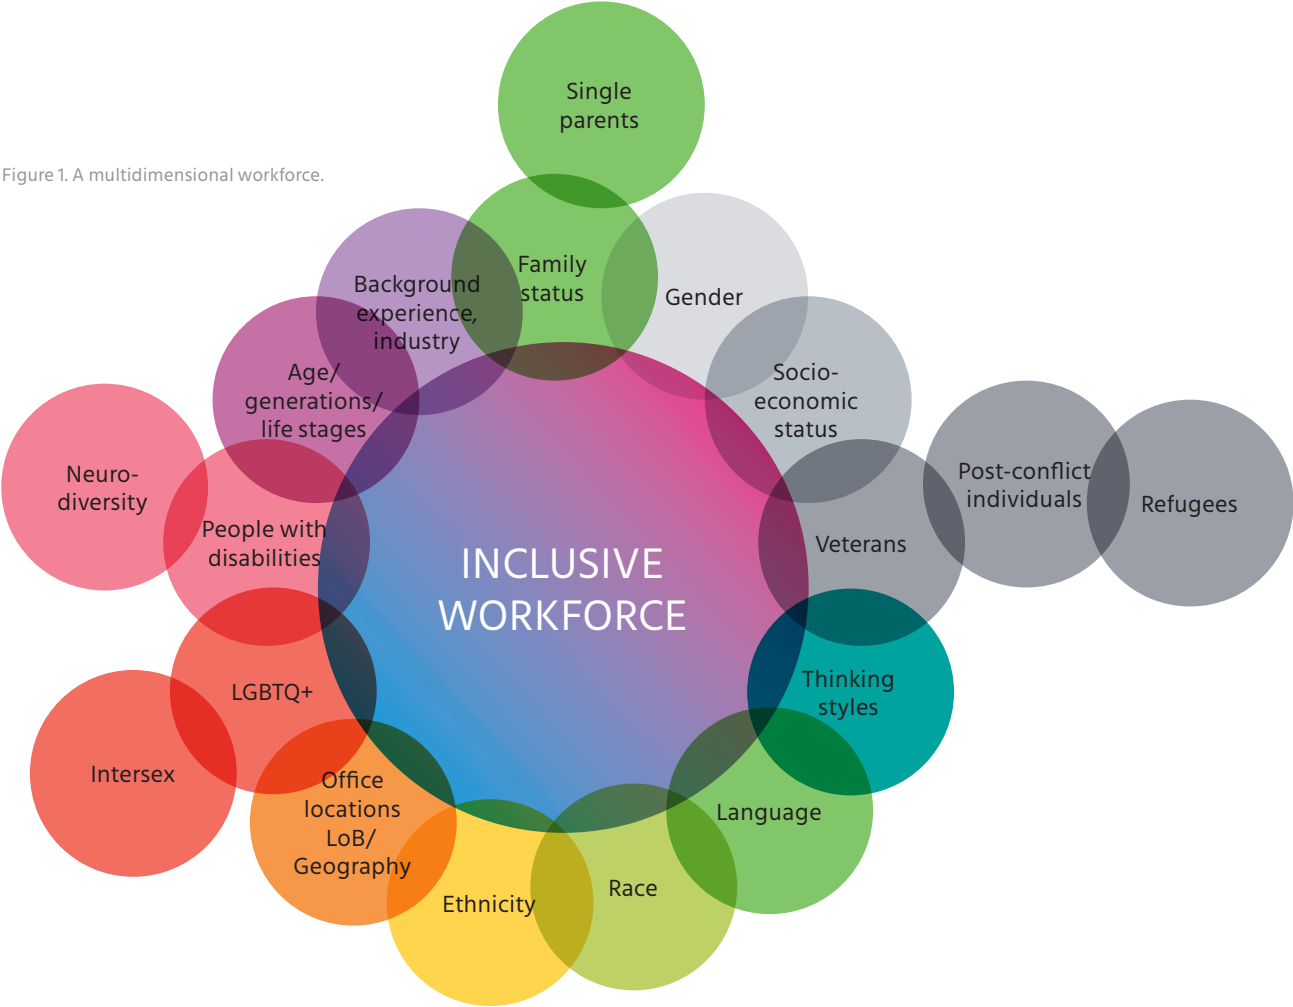 Single
parents
Figure 1. A multidimensional workforce.
Family
status
Background
experience,
industry
Gender
Age/
generations/
life stages
Socio-
economic
status
Neuro-
diversity
Post-conflict
individuals
Refugees
People with
disabilities
Veterans
INCLUSIVE
WORKFORCE
LGBTQ+
Thinking
styles
Intersex
Office
locations
LoB/
Geography
Language
Ethnicity
Race